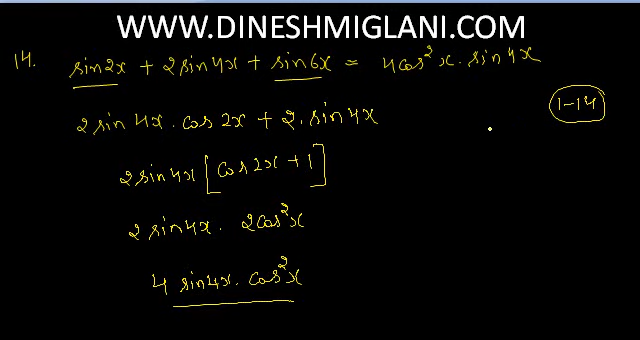 WWW.DINESHMIGLANI.COM
14. sin2x + 2sin4x + sin6x = 4cos²x · sin4x
1-14
2sin4x · cos2x + 2 · sin4x
2sin4x [cos2x + 1]
2sin4x · 2cos²x
4 sin4x · cos²x